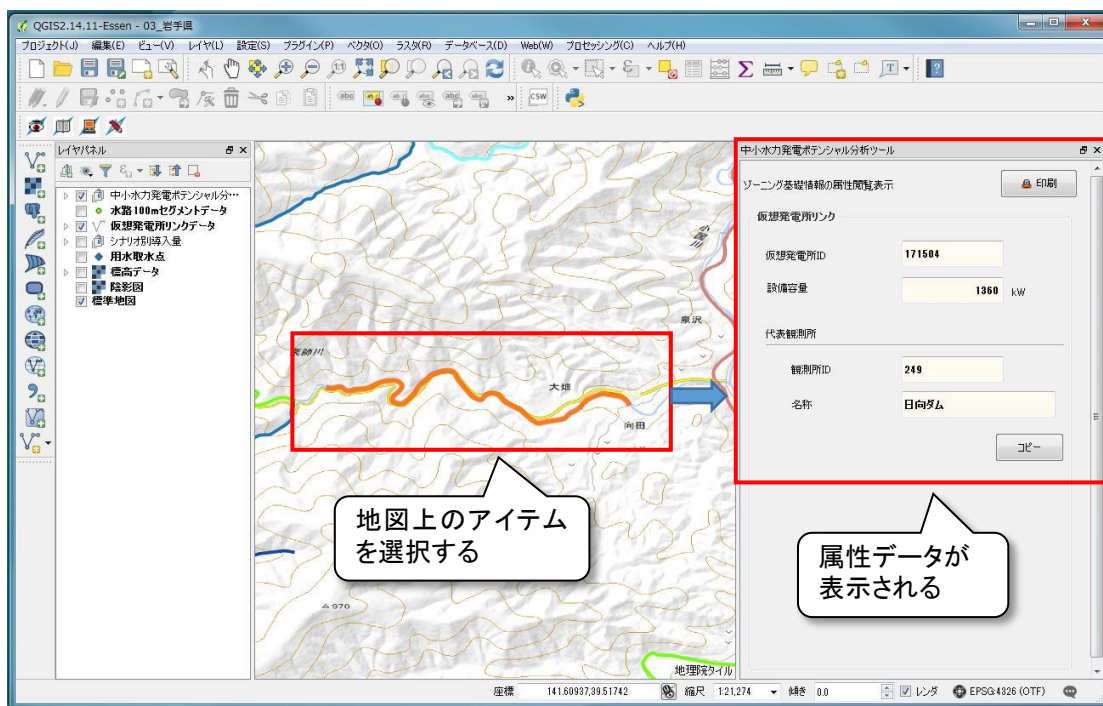 QGIS2.14.11-Essen - 03_岩手県
プロジェクト(J) 編集(E) ビュー(V) レイヤ(L) 設定(S) プラグイン(P) ベクタ(O) ラスタ(R) データベース(D) Web(W) プロセッシング(C) ヘルプ(H)
abc abc abc abc abc abc » CSW
レイヤパネル
中小水力発電ポテンシャル分…
水路100mセグメントデータ
仮想発電所リンクデータ
シナリオ別導入量
用水取水点
標高データ
陰影図
標準地図
小国川
泉沢
大畑
向田
970
地理院タイル
地図上のアイテム
を選択する
中小水力発電ポテンシャル分析ツール
ゾーニング基礎情報の属性閲覧表示
印刷
仮想発電所リンク
仮想発電所ID 171504
設備容量 1360 kW
代表観測所
観測所ID 249
名称 日向ダム
コピー
属性データが
表示される
座標 141.60937,39.51742 縮尺 1:21,274 傾き 0.0 レンダ EPSG:4326 (OTF)